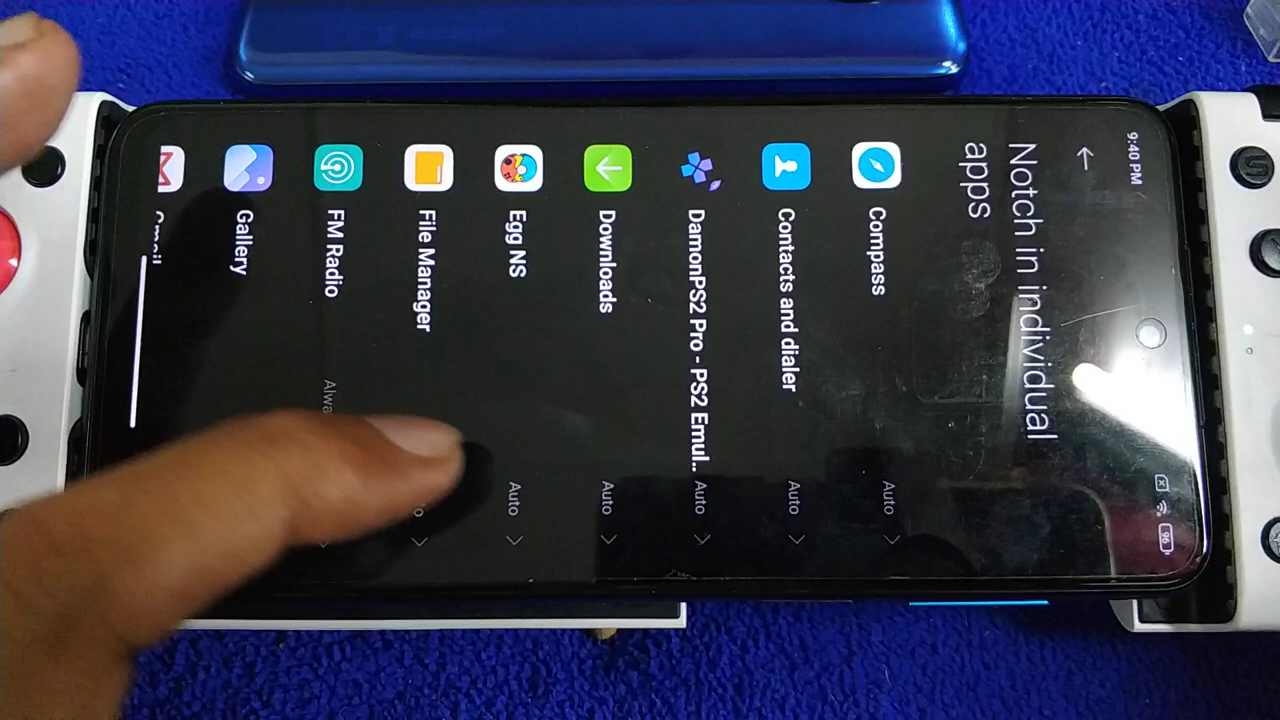 9:40 PM
96
Notch in individual
apps
Compass
Auto
Contacts and dialer
Auto
DamonPS2 Pro - PS2 Emul..
Auto
Downloads
Auto
Egg NS
Auto
File Manager
FM Radio
Gallery